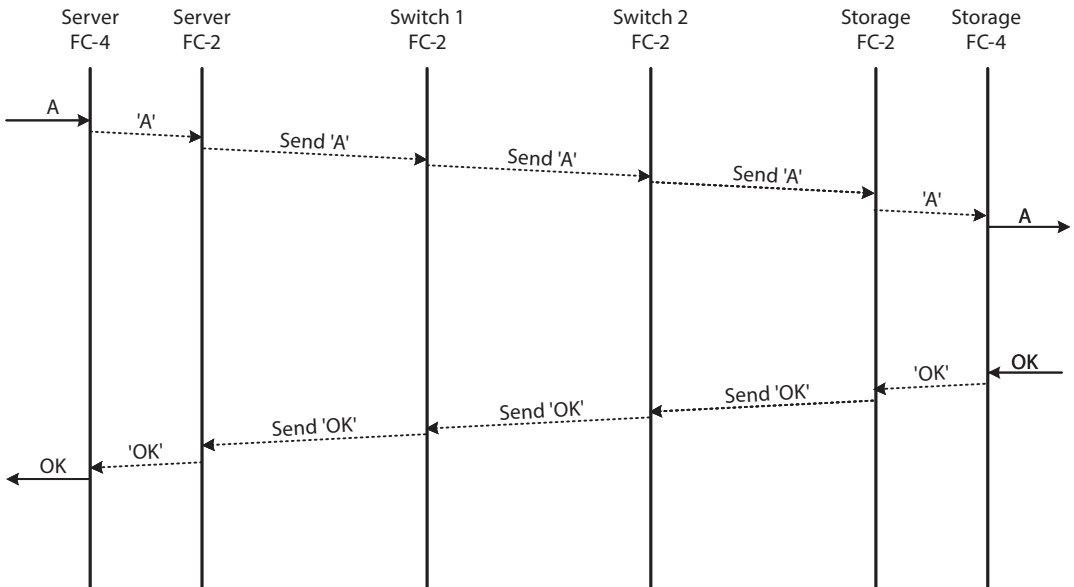 Server
FC-4
Server
FC-2
Switch 1
FC-2
Switch 2
FC-2
Storage
FC-2
Storage
FC-4
A
'A'
Send 'A'
Send 'A'
Send 'A'
'A'
A
OK
'OK'
Send 'OK'
Send 'OK'
Send 'OK'
'OK'
OK